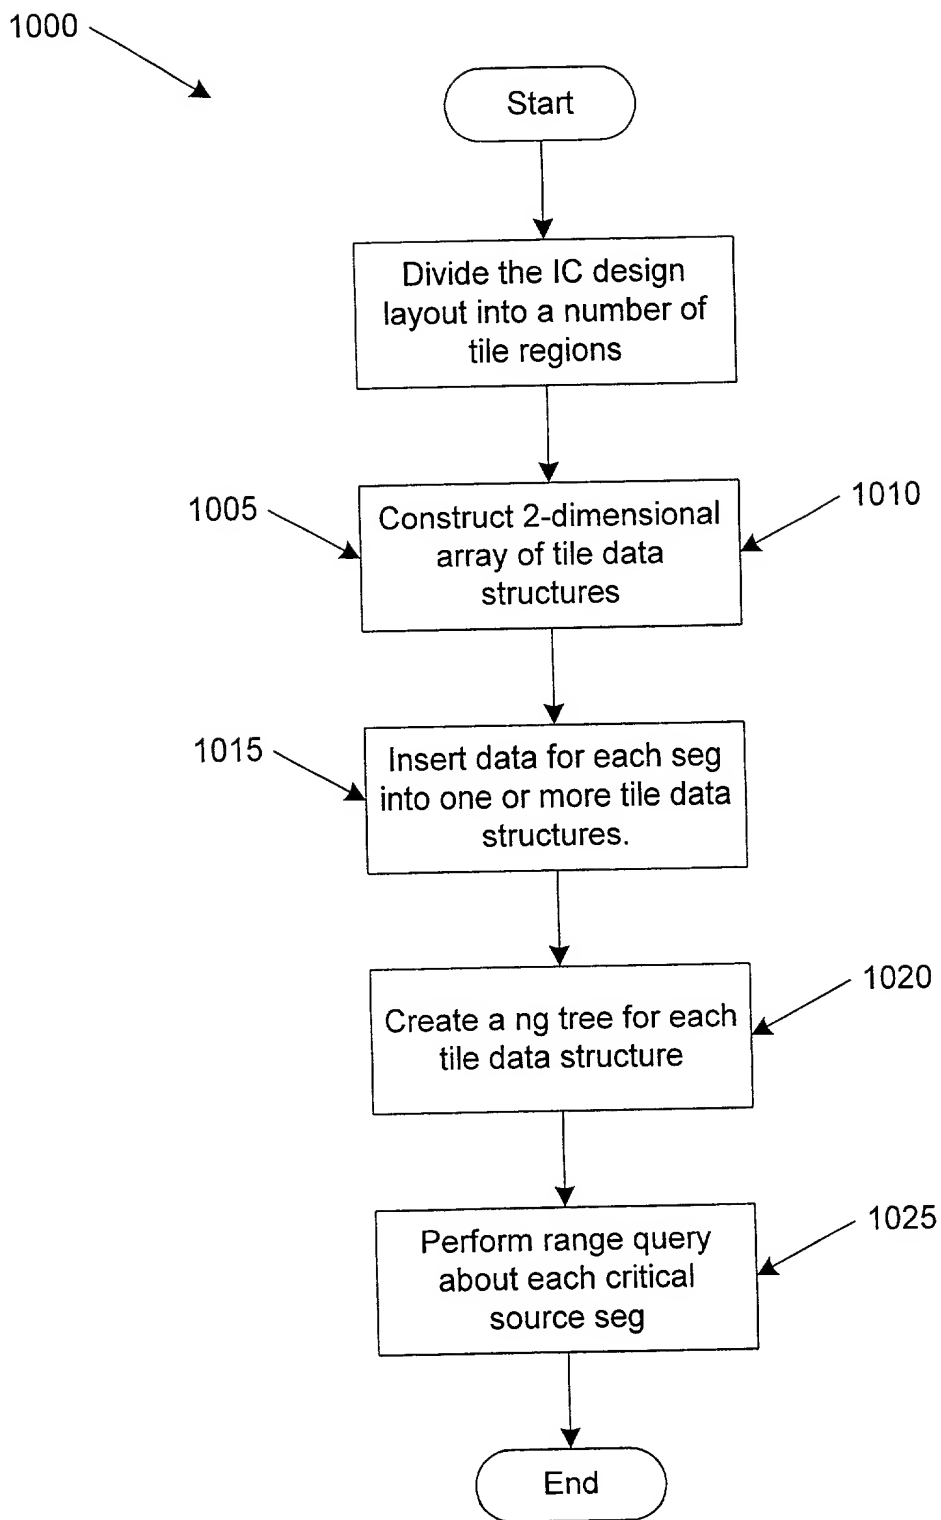 1000
Start
Divide the IC design
layout into a number of
tile regions
1005
Construct 2-dimensional
array of tile data
structures
1010
1015
Insert data for each seg
into one or more tile data
structures.
Create a ng tree for each
tile data structure
1020
Perform range query
about each critical
source seg
1025
End